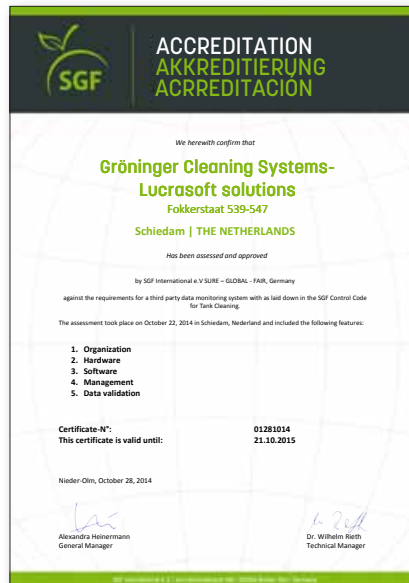 SGF
ACCREDITATION
AKKREDITIERUNG
ACRREDITACIÓN
We herewith confirm that
Gröninger Cleaning Systems-
Lucrasoft solutions
Fokkerstaat 539-547
Schiedam | THE NETHERLANDS
Has been assessed and approved
by SGF International e.V SURE – GLOBAL - FAIR, Germany
against the requirements for a third party data monitoring system with as laid down in the SGF Control Code
for Tank Cleaning.
The assessment took place on October 22, 2014 in Schiedam, Nederland and included the following features:
1. Organization
2. Hardware
3. Software
4. Management
5. Data validation
Certificate-N°: 01281014
This certificate is valid until: 21.10.2015
Nieder-Olm, October 28, 2014
Alexandra Heinermann Dr. Wilhelm Rieth
General Manager Technical Manager